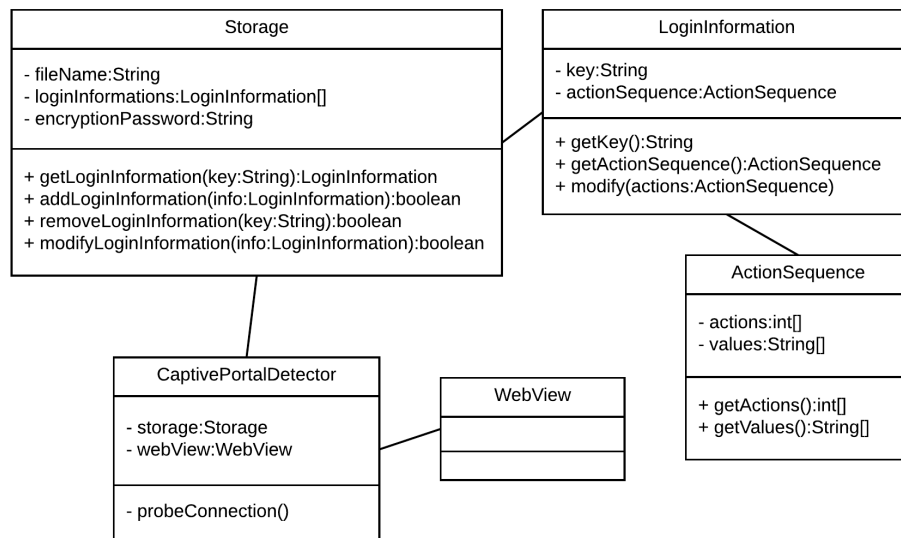 Storage
- fileName:String
- loginInformations:LoginInformation[]
- encryptionPassword:String
+ getLoginInformation(key:String):LoginInformation
+ addLoginInformation(info:LoginInformation):boolean
+ removeLoginInformation(key:String):boolean
+ modifyLoginInformation(info:LoginInformation):boolean
LoginInformation
- key:String
- actionSequence:ActionSequence
+ getKey():String
+ getActionSequence():ActionSequence
+ modify(actions:ActionSequence)
ActionSequence
- actions:int[]
- values:String[]
+ getActions():int[]
+ getValues():String[]
CaptivePortalDetector
- storage:Storage
- webView:WebView
- probeConnection()
WebView